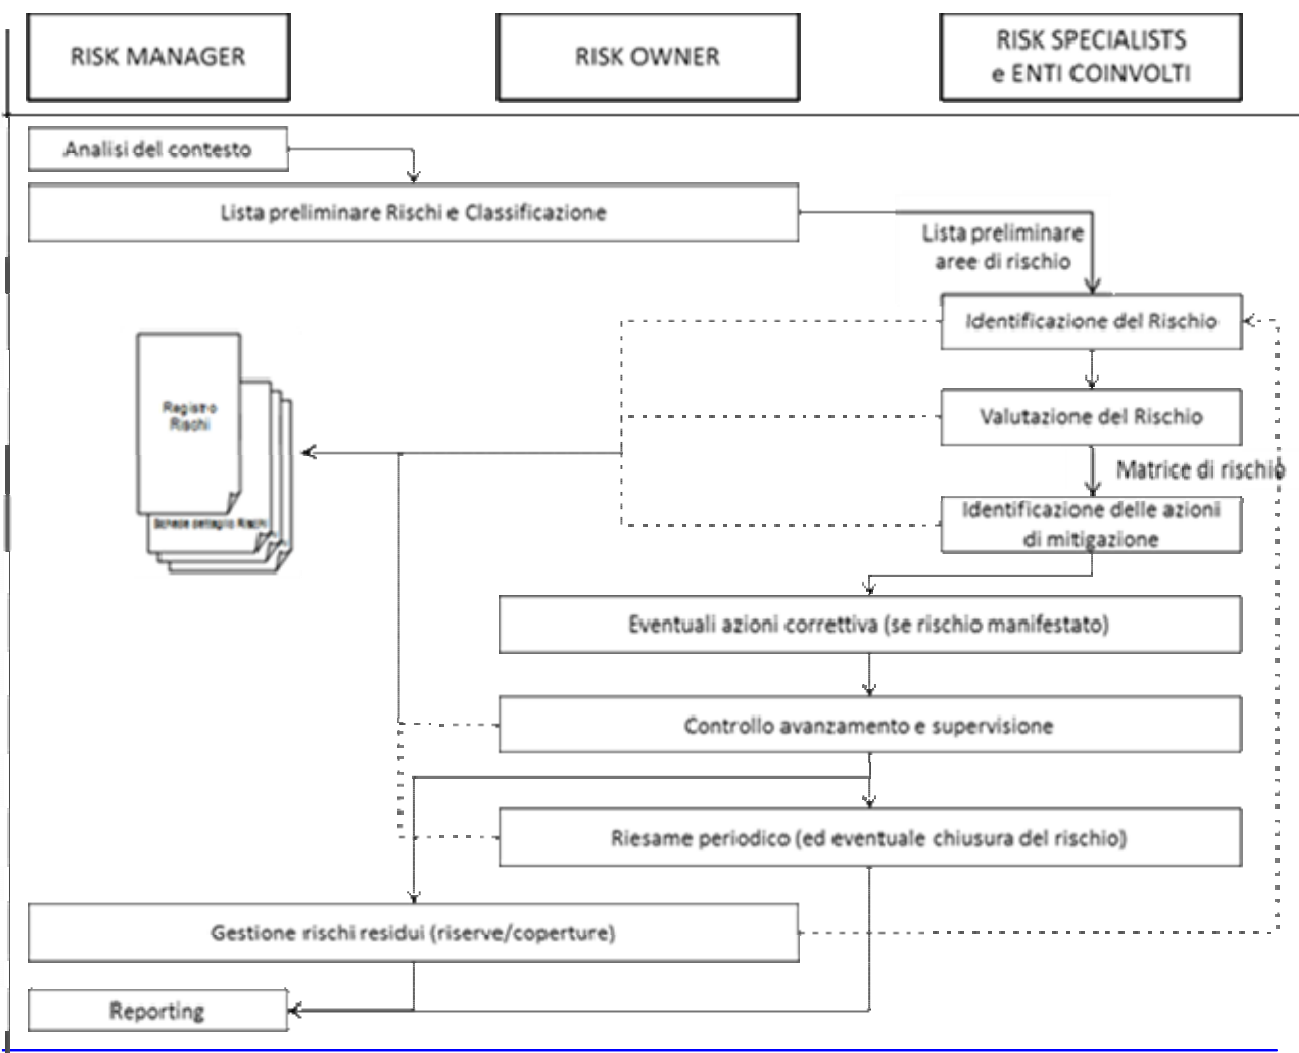 RISK MANAGER
RISK OWNER
RISK SPECIALISTS
e ENTI COINVOLTI
Analisi del contesto
Lista preliminare Rischi e Classificazione
Lista preliminare
aree di rischio
Identificazione del Rischio
Registro
Rischi
Valutazione del Rischio
Matrice di rischio
Schede dettaglio Rischi
Identificazione delle azioni
di mitigazione
Eventuali azioni correttiva (se rischio manifestato)
Controllo avanzamento e supervisione
Riesame periodico (ed eventuale chiusura del rischio)
Gestione rischi residui (riserve/coperture)
Reporting